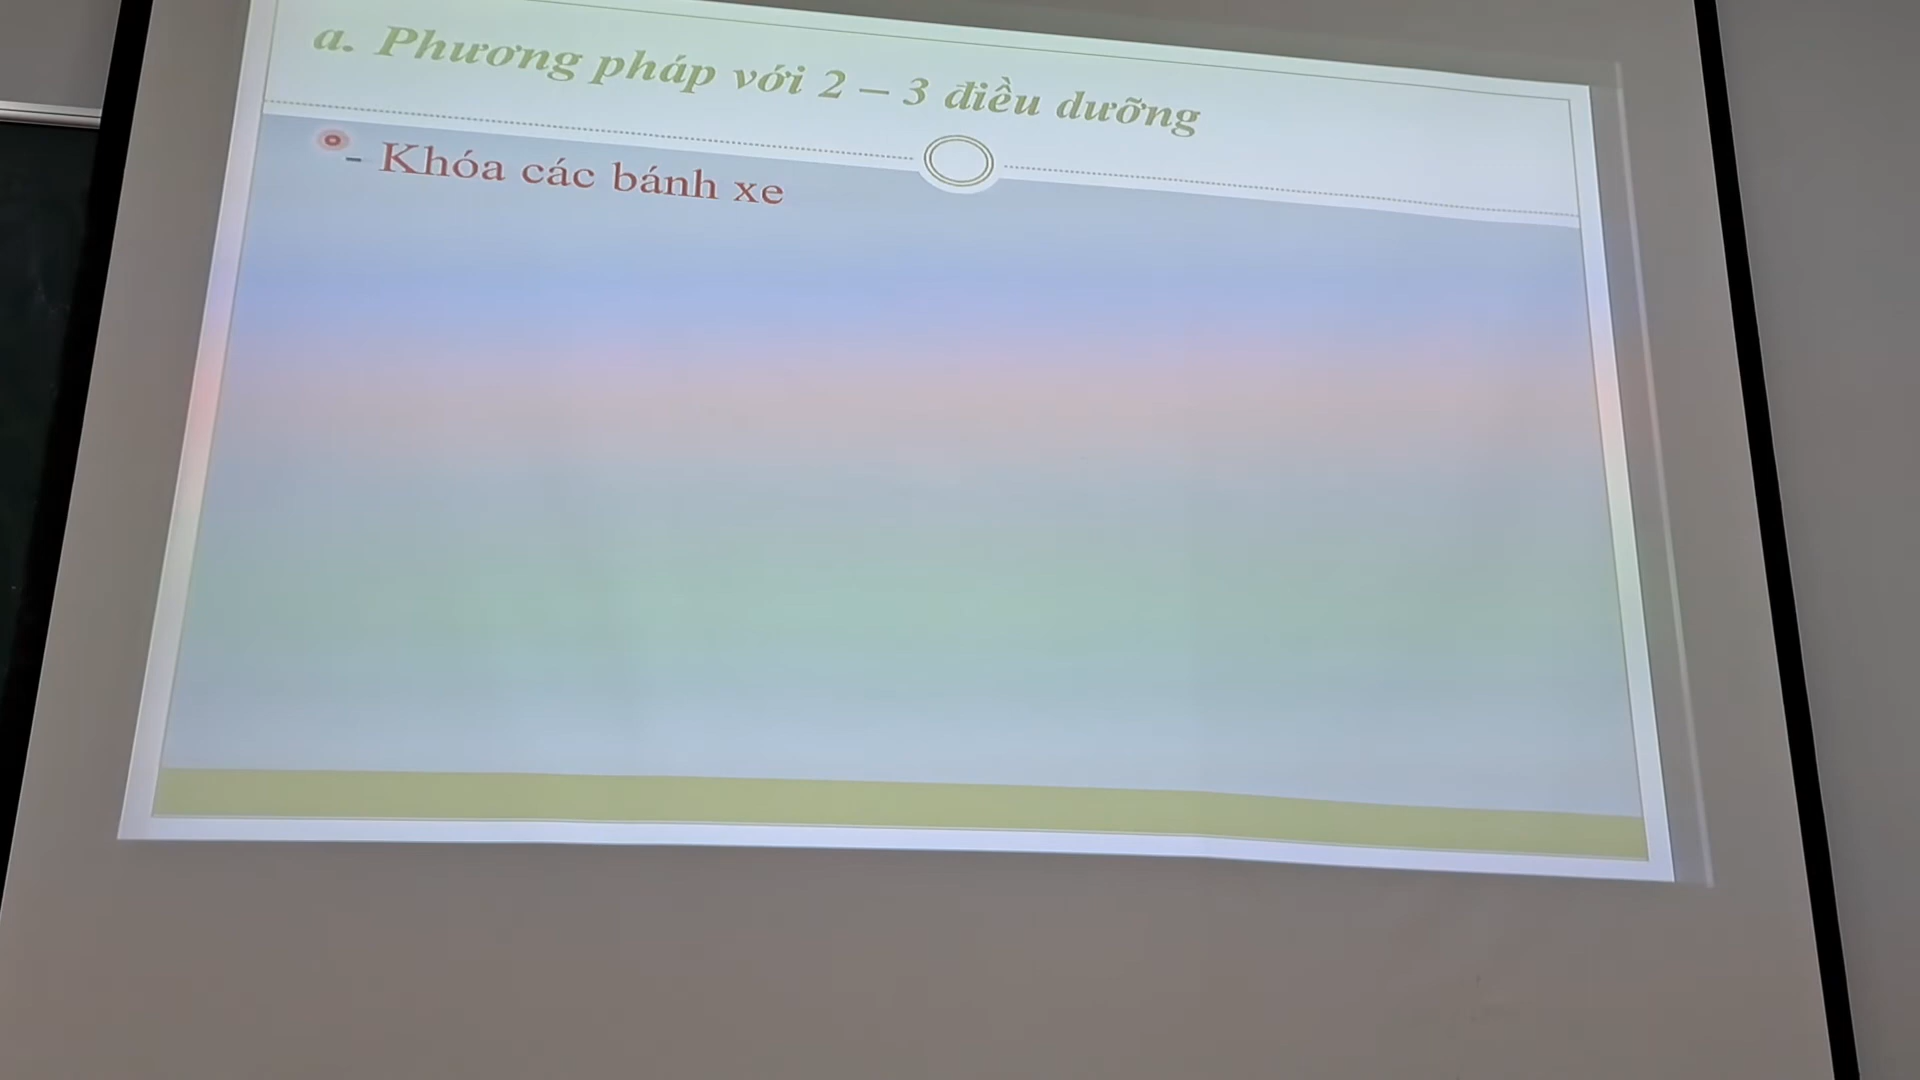 a. Phương pháp với 2 – 3 điều dưỡng
- Khóa các bánh xe